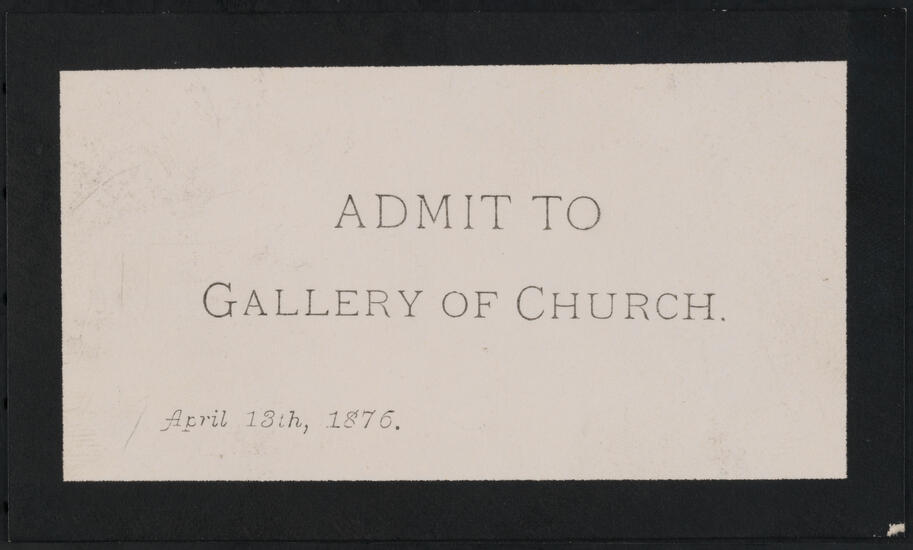 ADMIT TO
GALLERY OF CHURCH.
April 13th, 1876.